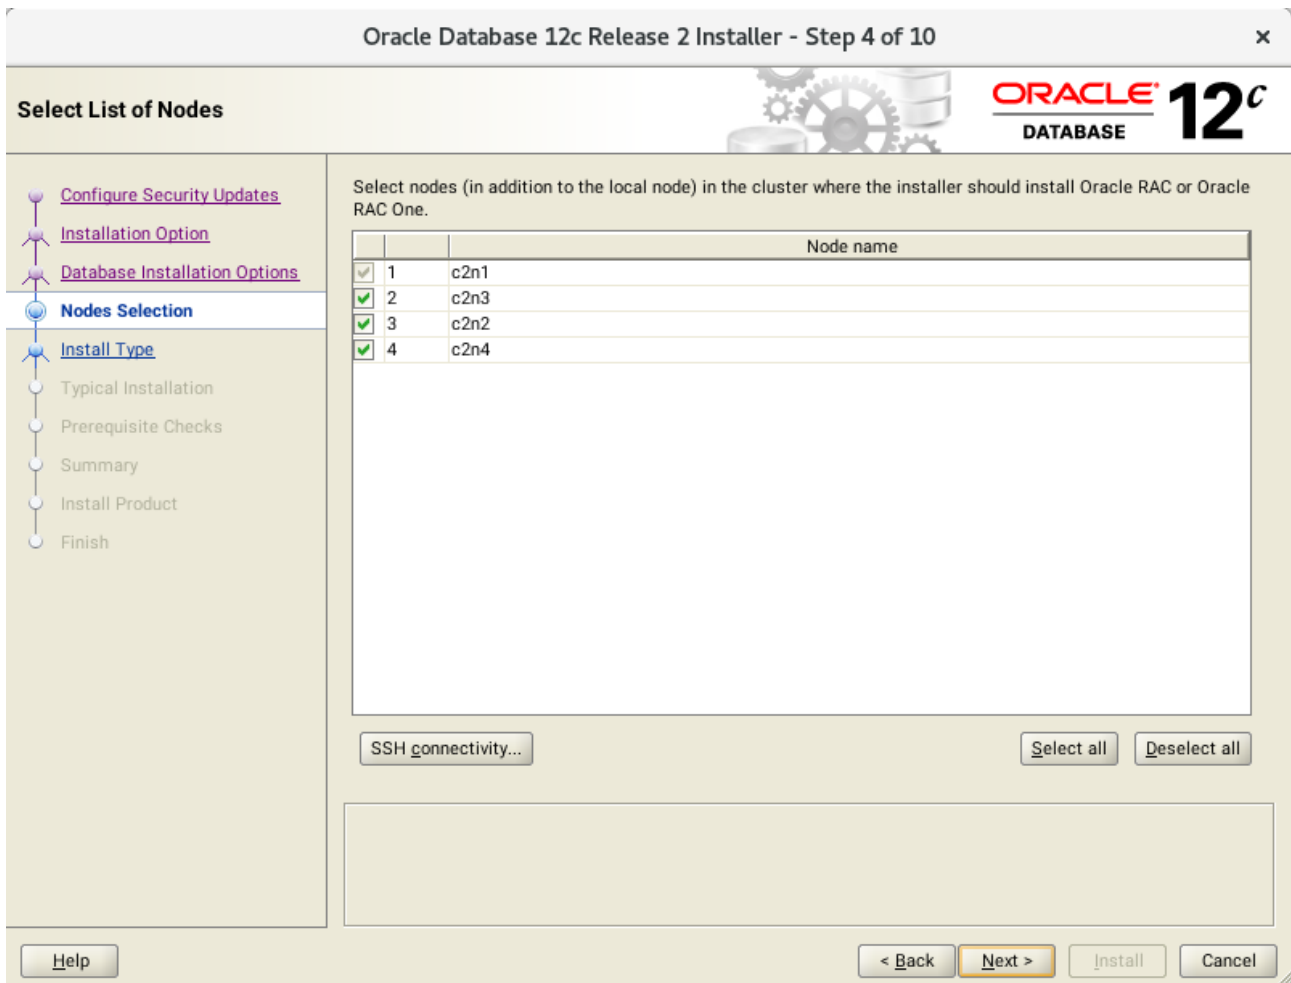 Oracle Database 12c Release 2 Installer - Step 4 of 10
×
Select List of Nodes
ORACLE
DATABASE
12c
Configure Security Updates
Installation Option
Database Installation Options
Nodes Selection
Install Type
Typical Installation
Prerequisite Checks
Summary
Install Product
Finish
Select nodes (in addition to the local node) in the cluster where the installer should install Oracle RAC or Oracle
RAC One.
Node name
1 c2n1
2 c2n3
3 c2n2
4 c2n4
SSH connectivity...
Select all
Deselect all
Help
< Back
Next >
Install
Cancel